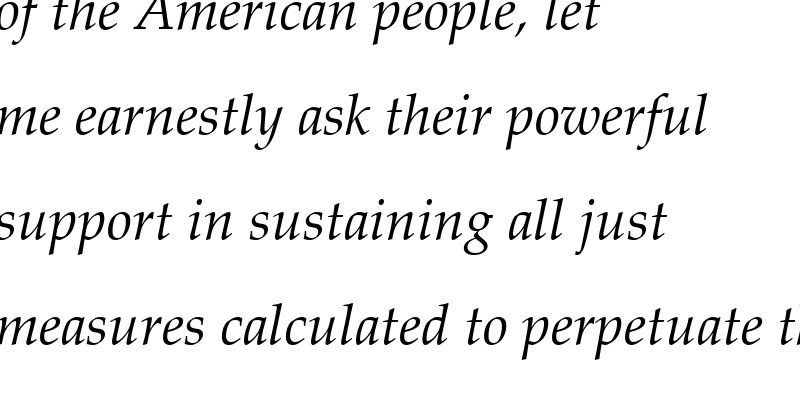 of the American people, let
me earnestly ask their powerful
support in sustaining all just
measures calculated to perpetuate